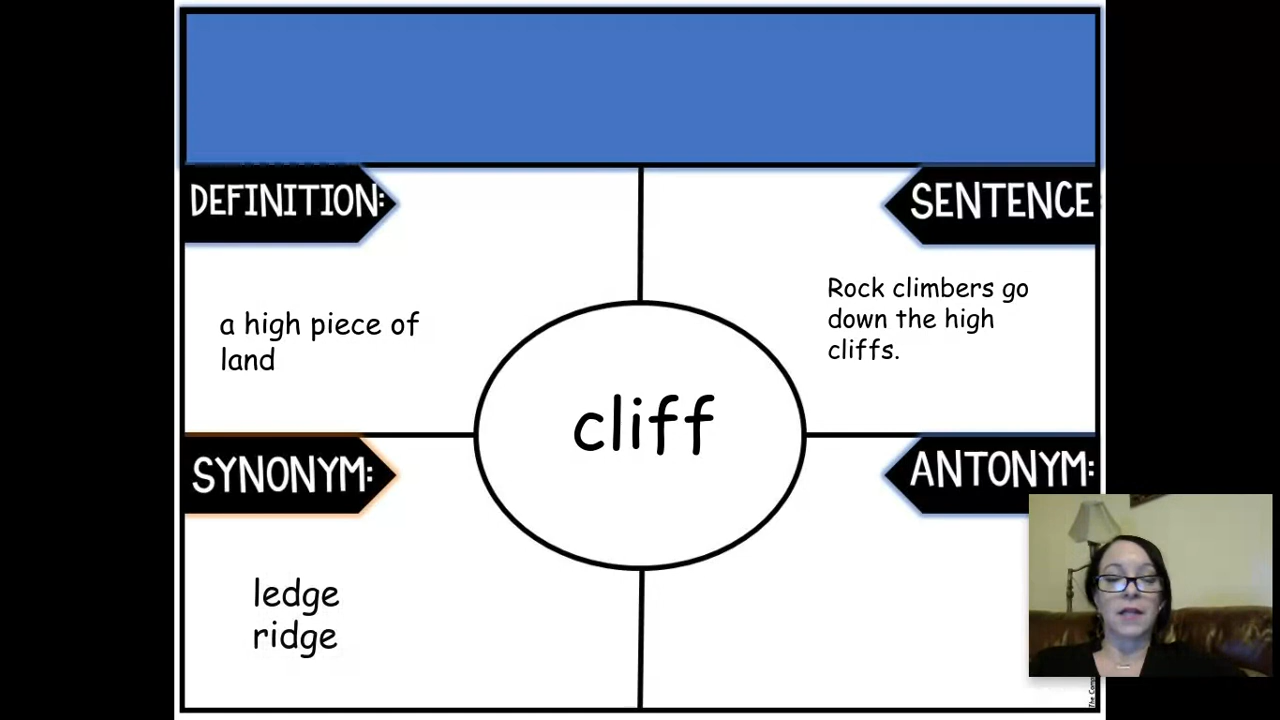 DEFINITION:
a high piece of
land
SENTENCE
Rock climbers go
down the high
cliffs.
cliff
SYNONYM:
ledge
ridge
ANTONYM: